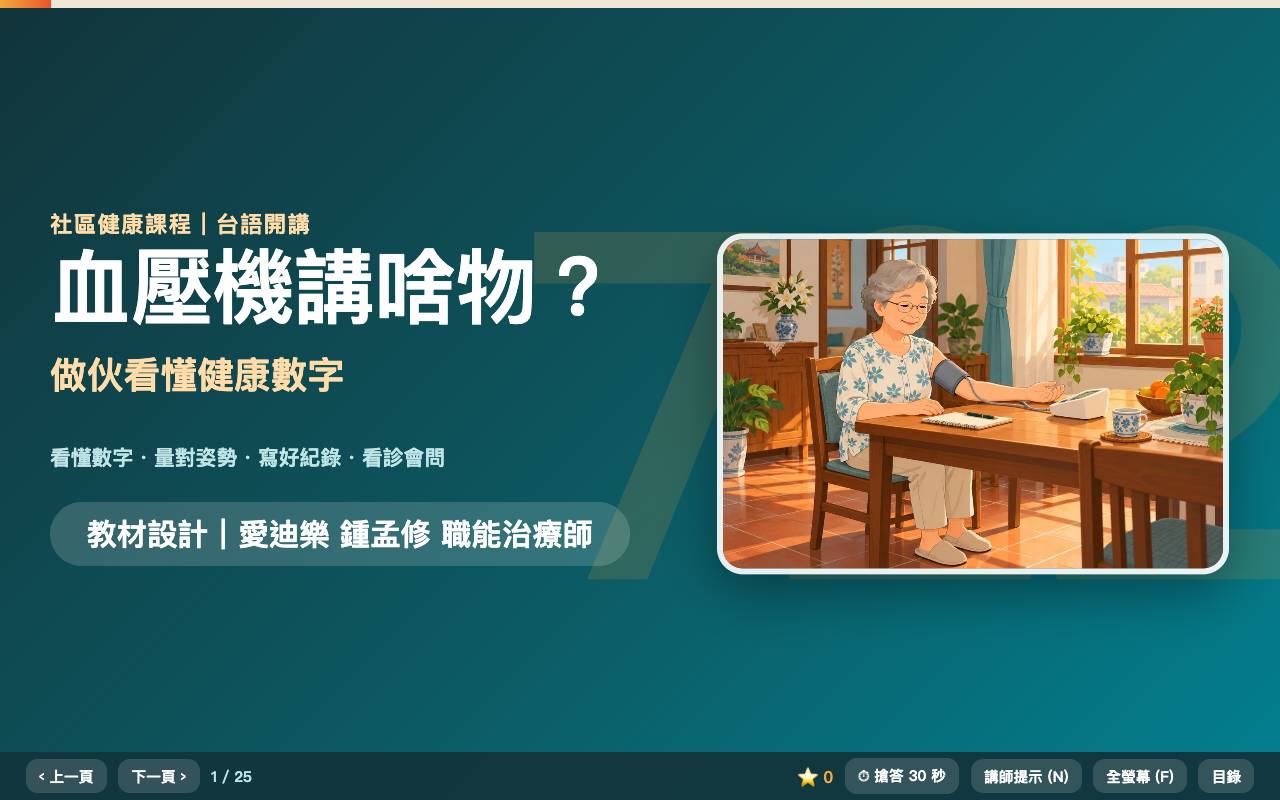 社區健康課程｜台語開講
血壓機講啥物？
做伙看懂健康數字
看懂數字 · 量對姿勢 · 寫好紀錄 · 看診會問
教材設計｜愛迪樂 鍾孟修 職能治療師
‹ 上一頁 下一頁 › 1 / 25 ⭐ 0 ⏱ 搶答 30 秒 講師提示 (N) 全螢幕 (F) 目錄